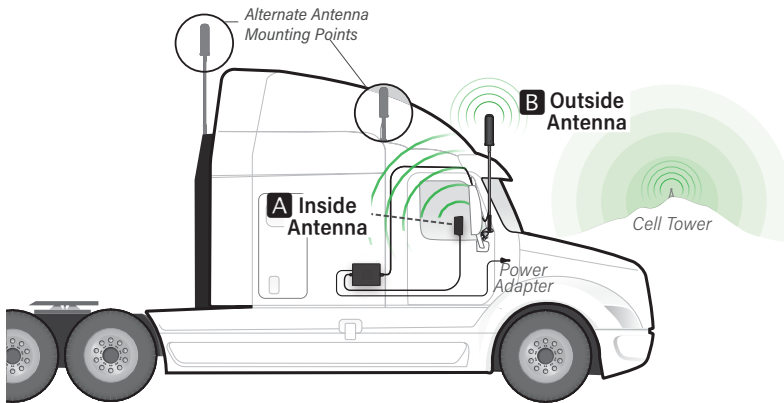 Alternate Antenna
Mounting Points
B Outside
Antenna
A Inside
Antenna
Cell Tower
Power
Adapter